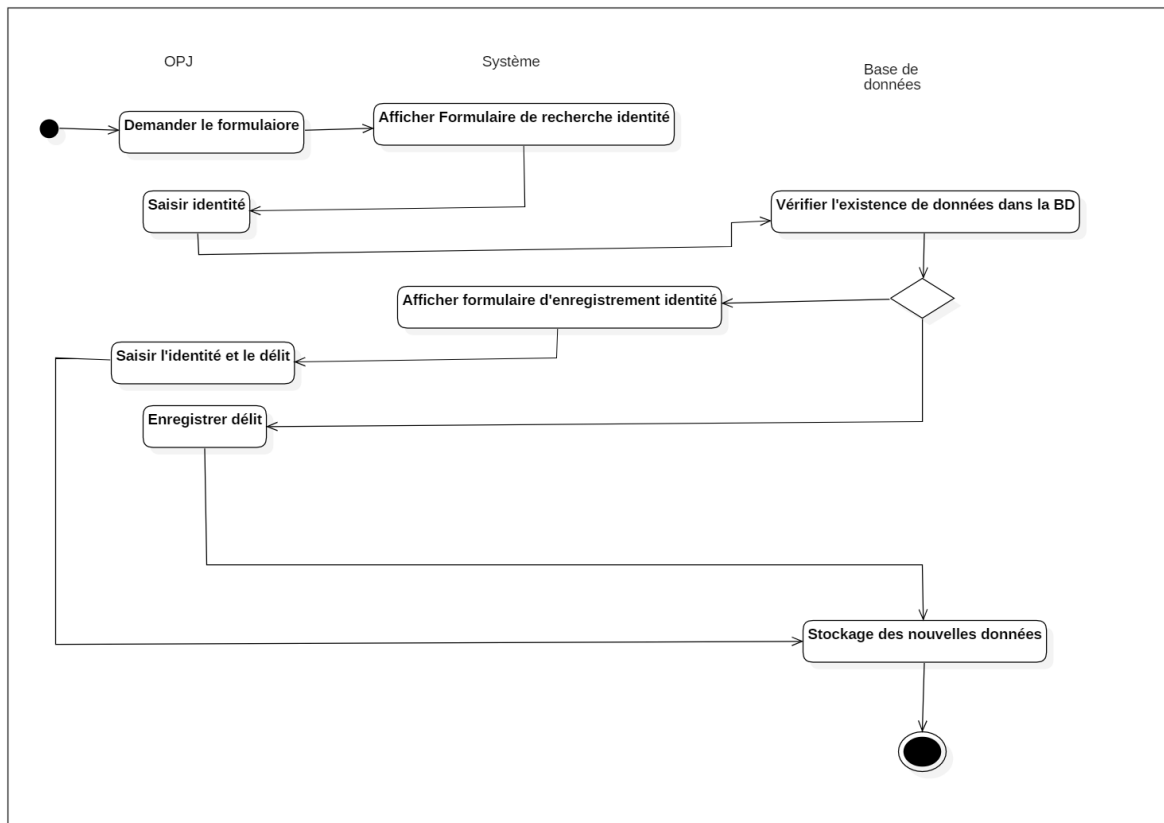 OPJ
Système
Base de
données
Demander le formulaiore
Afficher Formulaire de recherche identité
Saisir identité
Vérifier l'existence de données dans la BD
Afficher formulaire d'enregistrement identité
Saisir l'identité et le délit
Enregistrer délit
Stockage des nouvelles données